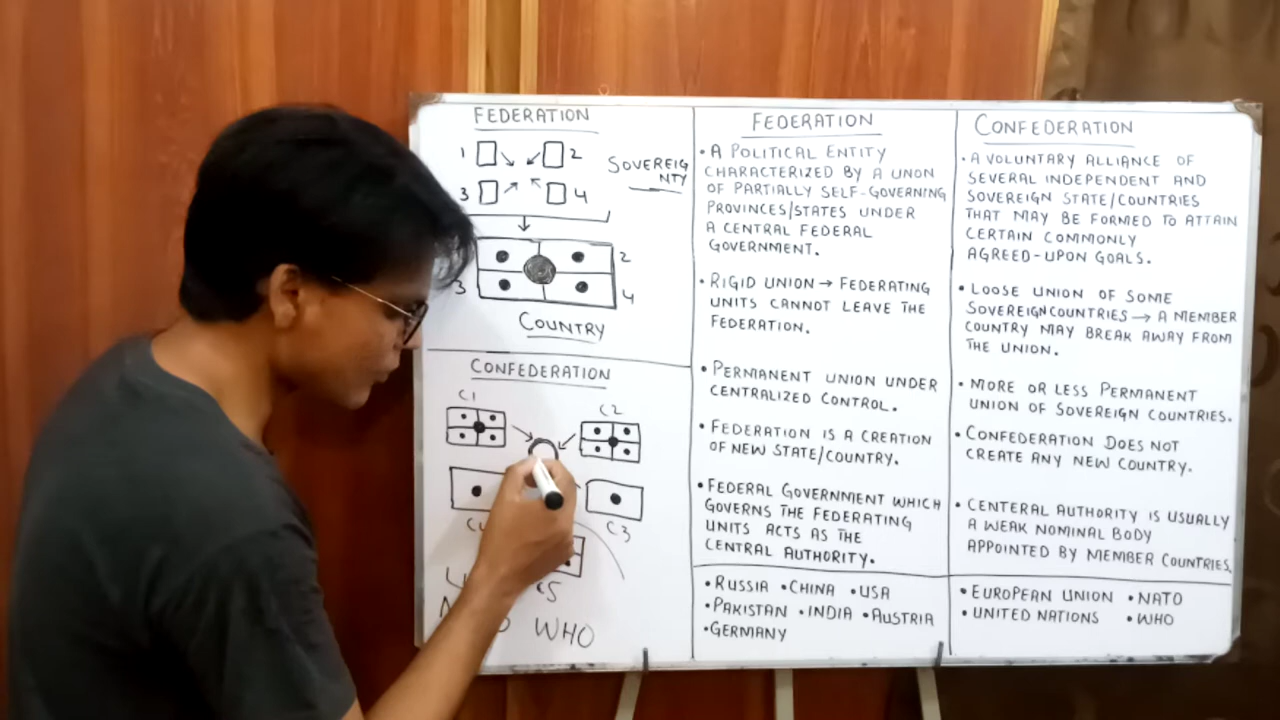 FEDERATION
1 2
3 4
SOVEREIG
NTY
2
3 4
COUNTRY
CONFEDERATION
C1 C2
C3
C5
WHO
FEDERATION
• A POLITICAL ENTITY
CHARACTERIZED BY A UNON
OF PARTIALLY SELF-GOVERNING
PROVINCES/STATES UNDER
A CENTRAL FEDERAL
GOVERNMENT.
• RIGID UNION → FEDERATING
UNITS CANNOT LEAVE THE
FEDERATION.
• PERMANENT UNION UNDER
CENTRALIZED CONTROL.
• FEDERATION IS A CREATION
OF NEW STATE/COUNTRY.
• FEDERAL GOVERNMENT WHICH
GOVERNS THE FEDERATING
UNITS ACTS AS THE
CENTRAL AUTHORITY.
• RUSSIA • CHINA • USA
• PAKISTAN • INDIA • AUSTRIA
• GERMANY
CONFEDERATION
• A VOLUNTARY ALLIANCE OF
SEVERAL INDEPENDENT AND
SOVEREIGN STATE/COUNTRIES
THAT MAY BE FORMED TO ATTAIN
CERTAIN COMMONLY
AGREED-UPON GOALS.
• LOOSE UNION OF SOME
SOVEREIGN COUNTRIES → A MEMBER
COUNTRY MAY BREAK AWAY FROM
THE UNION.
• MORE OR LESS PERMANENT
UNION OF SOVEREIGN COUNTRIES.
• CONFEDERATION DOES NOT
CREATE ANY NEW COUNTRY.
• CENTERAL AUTHORITY IS USUALLY
A WEAK NOMINAL BODY
APPOINTED BY MEMBER COUNTRIES.
• EUROPEAN UNION • NATO
• UNITED NATIONS • WHO